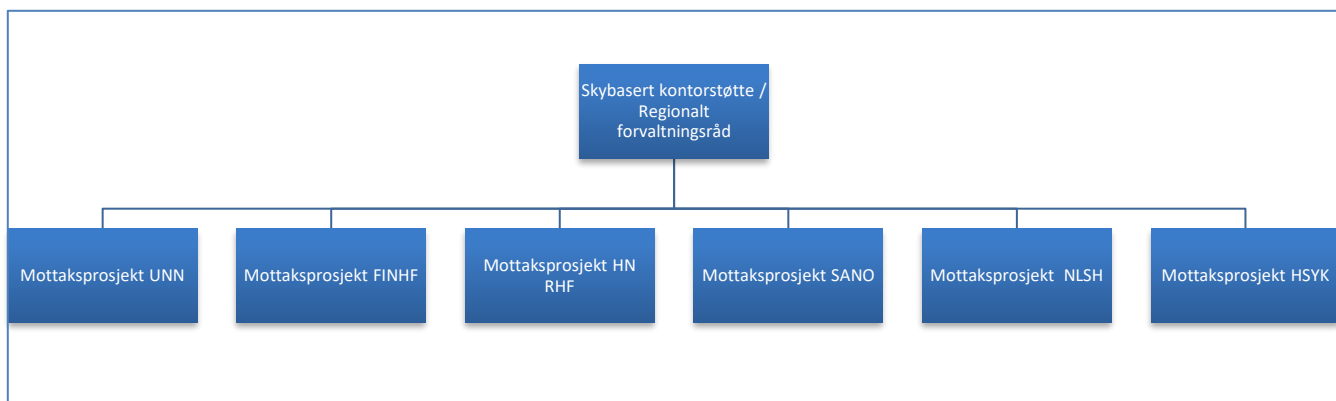 Skybasert kontorstøtte /
Regionalt
forvaltningsråd
Mottaksprosjekt UNN
Mottaksprosjekt FINHF
Mottaksprosjekt HN
RHF
Mottaksprosjekt SANO
Mottaksprosjekt  NLSH
Mottaksprosjekt HSYK